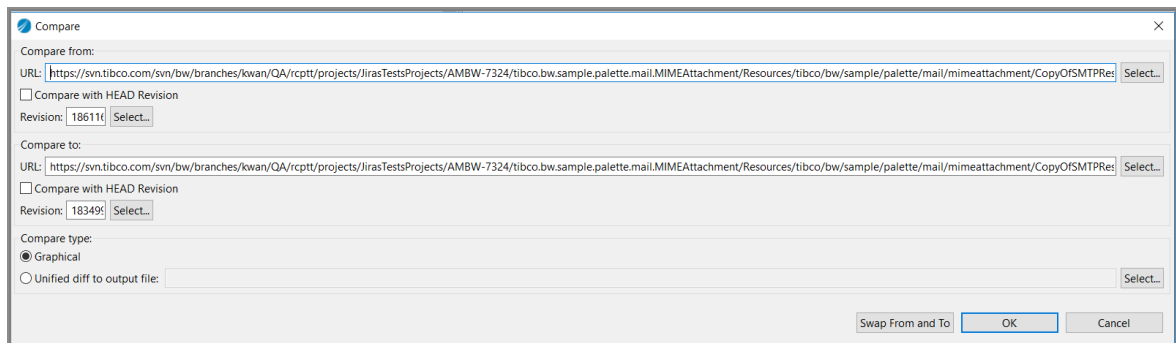 Compare
Compare from:
URL: https://svn.tibco.com/svn/bw/branches/kwan/QA/rcptt/projects/JirasTestsProjects/AMBW-7324/tibco.bw.sample.palette.mail.MIMEAttachment/Resources/tibco/bw/sample/palette/mail/mimeattachment/CopyOfSMTPRes Select...
Compare with HEAD Revision
Revision: 186116 Select...
Compare to:
URL: https://svn.tibco.com/svn/bw/branches/kwan/QA/rcptt/projects/JirasTestsProjects/AMBW-7324/tibco.bw.sample.palette.mail.MIMEAttachment/Resources/tibco/bw/sample/palette/mail/mimeattachment/CopyOfSMTPRes Select...
Compare with HEAD Revision
Revision: 183499 Select...
Compare type:
Graphical
Unified diff to output file: Select...
Swap From and To OK Cancel